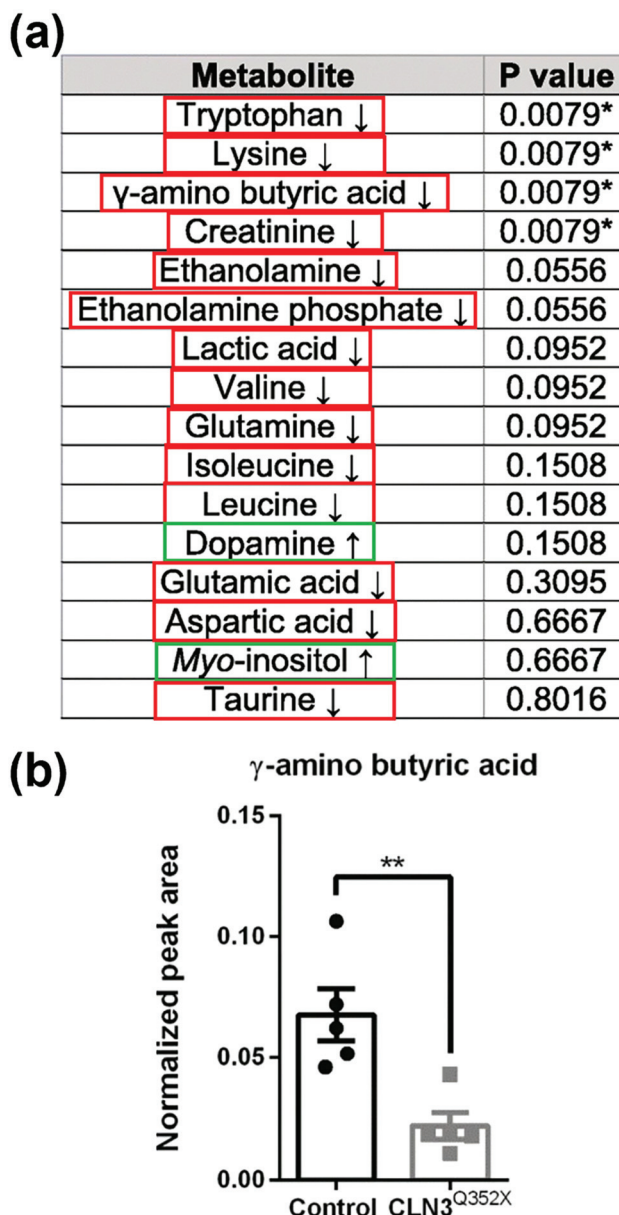 (a)
Metabolite P value
Tryptophan ↓ 0.0079*
Lysine ↓ 0.0079*
γ-amino butyric acid ↓ 0.0079*
Creatinine ↓ 0.0079*
Ethanolamine ↓ 0.0556
Ethanolamine phosphate ↓ 0.0556
Lactic acid ↓ 0.0952
Valine ↓ 0.0952
Glutamine ↓ 0.0952
Isoleucine ↓ 0.1508
Leucine ↓ 0.1508
Dopamine ↑ 0.1508
Glutamic acid ↓ 0.3095
Aspartic acid ↓ 0.6667
Myo-inositol ↑ 0.6667
Taurine ↓ 0.8016
(b)
γ-amino butyric acid
Normalized peak area
0.15
**
0.10
0.05
0.00
Control CLN3Q352X